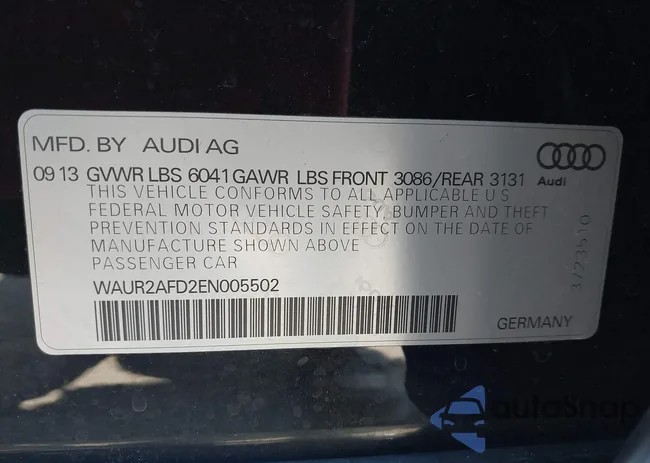 MFD. BY AUDI AG
09 13 GVWR LBS 6041 GAWR LBS FRONT 3086/REAR 3131
Audi
THIS VEHICLE CONFORMS TO ALL APPLICABLE U S
FEDERAL MOTOR VEHICLE SAFETY, BUMPER AND THEFT
PREVENTION STANDARDS IN EFFECT ON THE DATE OF
MANUFACTURE SHOWN ABOVE
PASSENGER CAR
3723510
WAUR2AFD2EN005502
GERMANY
autoSnap